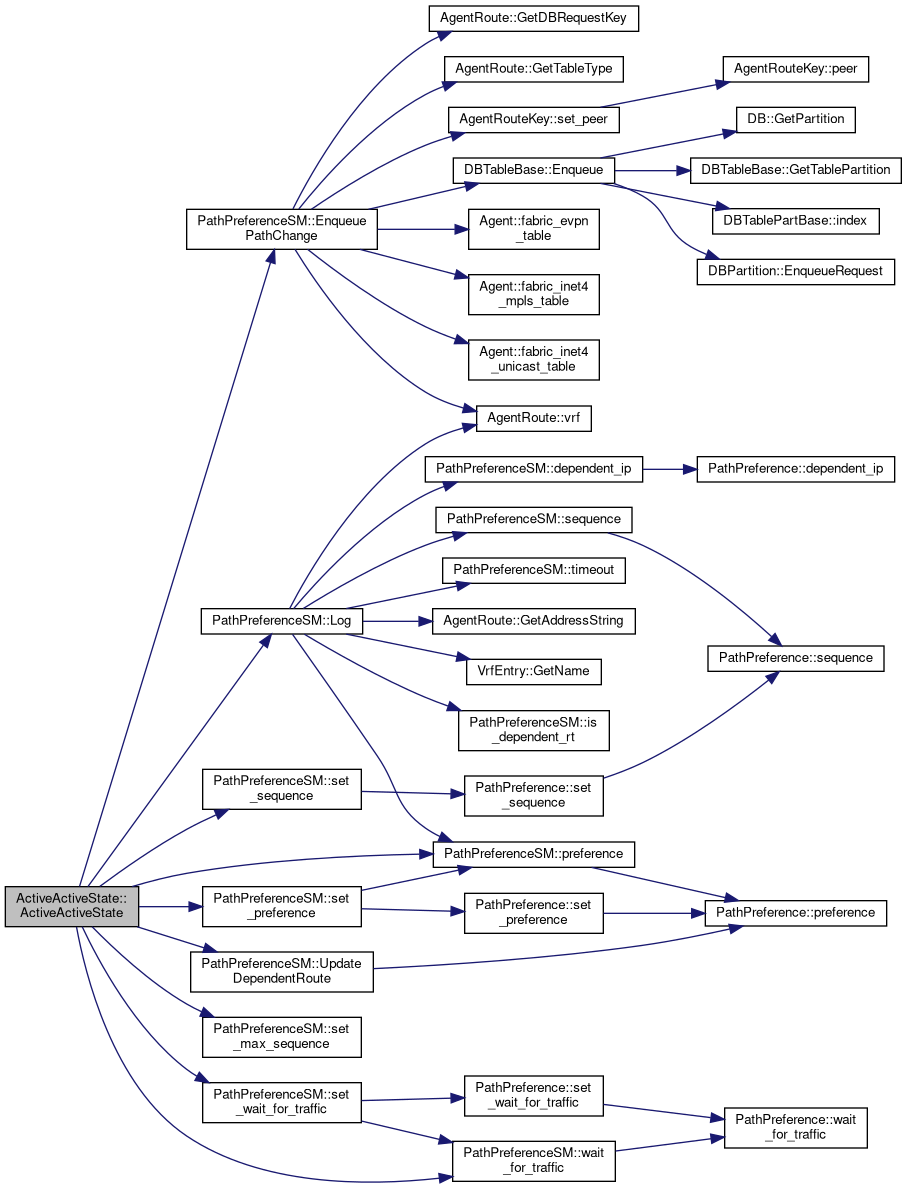 AgentRoute::GetDBRequestKey
AgentRoute::GetTableType
AgentRouteKey::peer
AgentRouteKey::set_peer
DB::GetPartition
DBTableBase::Enqueue
DBTableBase::GetTablePartition
PathPreferenceSM::Enqueue
PathChange
Agent::fabric_evpn
_table
DBTablePartBase::index
DBPartition::EnqueueRequest
Agent::fabric_inet4
_mpls_table
Agent::fabric_inet4
_unicast_table
AgentRoute::vrf
PathPreferenceSM::dependent_ip
PathPreference::dependent_ip
PathPreferenceSM::sequence
PathPreferenceSM::timeout
PathPreferenceSM::Log
AgentRoute::GetAddressString
PathPreference::sequence
VrfEntry::GetName
PathPreferenceSM::is
_dependent_rt
PathPreferenceSM::set
_sequence
PathPreference::set
_sequence
PathPreferenceSM::preference
ActiveActiveState::
ActiveActiveState
PathPreferenceSM::set
_preference
PathPreference::set
_preference
PathPreference::preference
PathPreferenceSM::Update
DependentRoute
PathPreferenceSM::set
_max_sequence
PathPreferenceSM::set
_wait_for_traffic
PathPreference::set
_wait_for_traffic
PathPreference::wait
_for_traffic
PathPreferenceSM::wait
_for_traffic